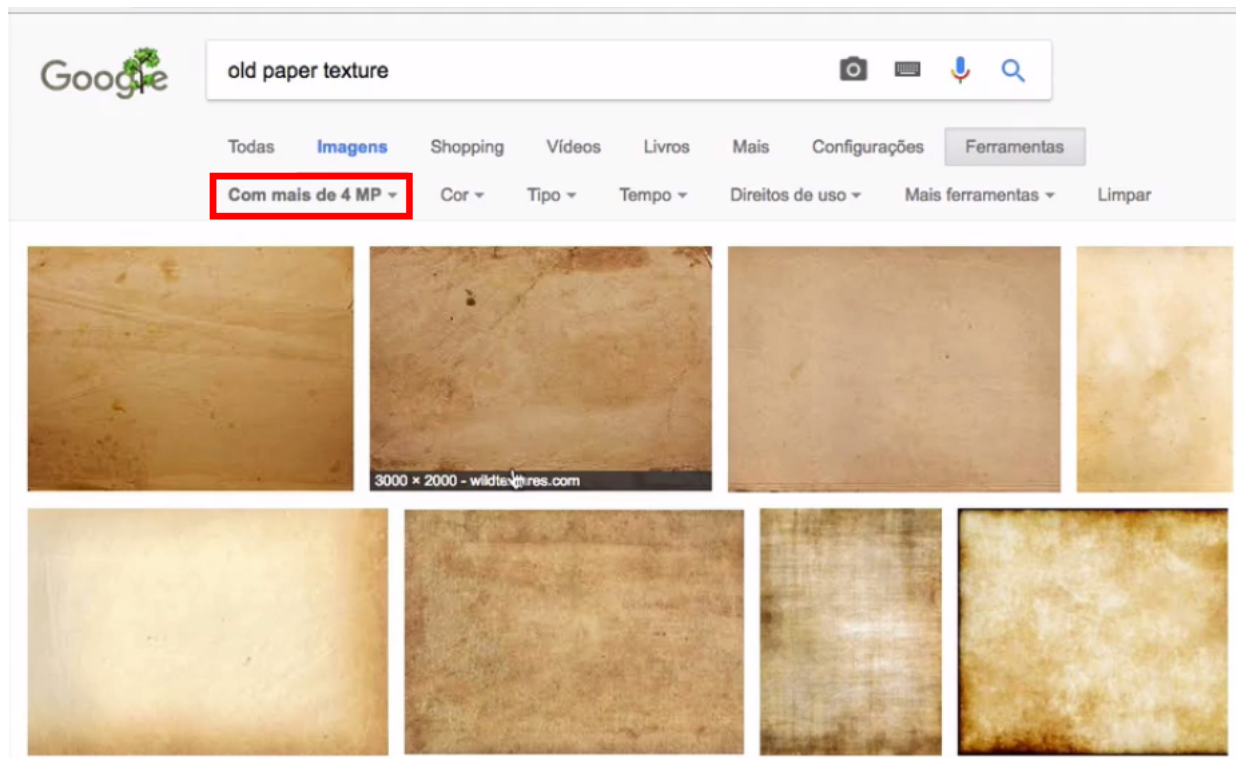 Google
old paper texture
Todas Imagens Shopping Vídeos Livros Mais Configurações Ferramentas
Com mais de 4 MP Cor Tipo Tempo Direitos de uso Mais ferramentas Limpar
3000 × 2000 - wildtextures.com